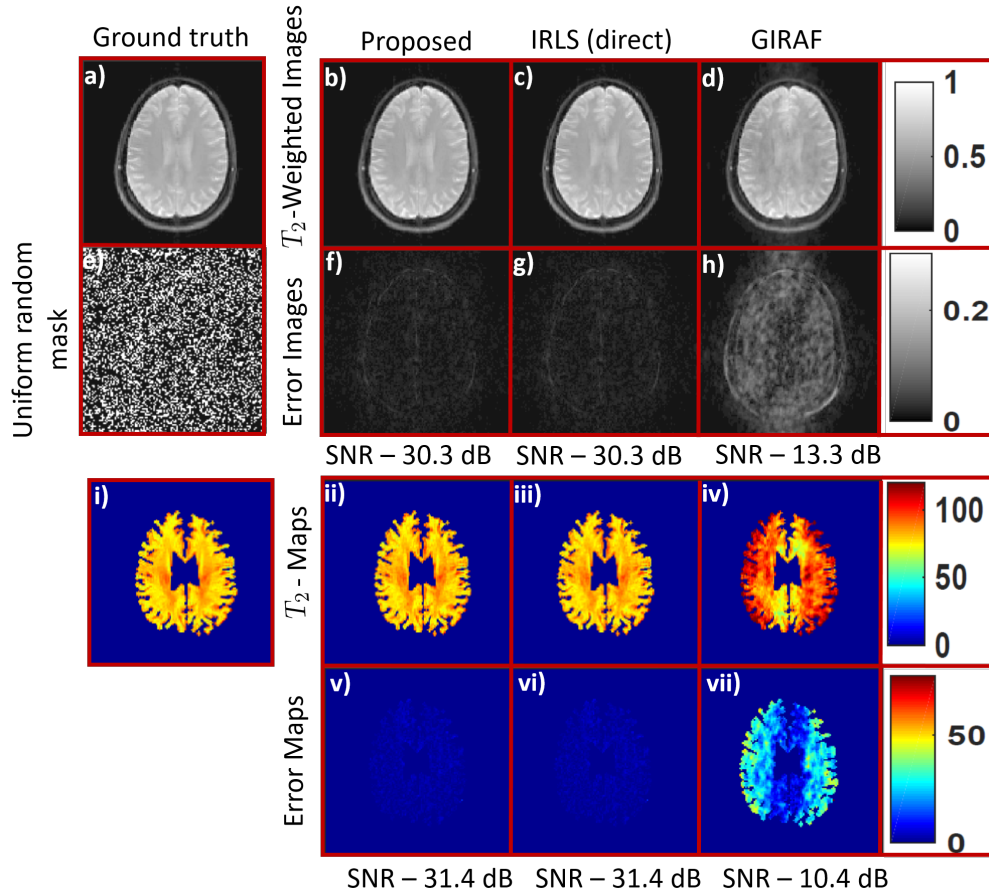 Ground truth
Proposed
IRLS (direct)
GIRAF
T2-Weighted Images
a)
b)
c)
d)
1
0.5
0
Uniform random
mask
e)
Error Images
f)
g)
h)
0.2
0
SNR – 30.3 dB
SNR – 30.3 dB
SNR – 13.3 dB
i)
T2 - Maps
ii)
iii)
iv)
100
50
0
Error Maps
v)
vi)
vii)
50
0
SNR – 31.4 dB
SNR – 31.4 dB
SNR – 10.4 dB